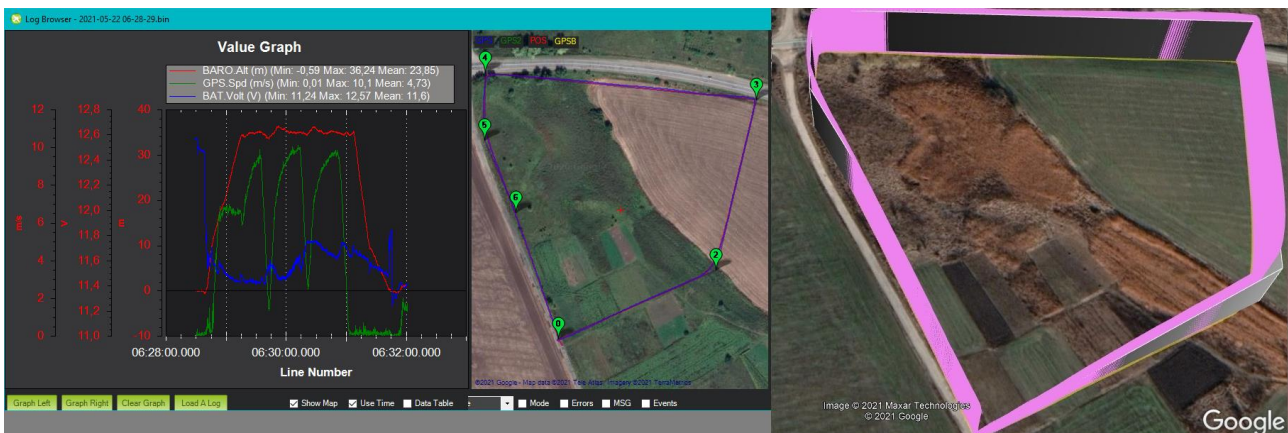 Log Browser - 2021-05-22 06-28-29.bin
Value Graph
BARO.Alt (m) (Min: -0,59 Max: 36,24 Mean: 23,85)
GPS.Spd (m/s) (Min: 0,01 Max: 10,1 Mean: 4,73)
BAT.Volt (V) (Min: 11,24 Max: 12,57 Mean: 11,6)
12 12,8 40
12,6
10 30
12,4
8
12,2 20
m/s 6 V 12,0 m
11,8 10
4
11,6
0
2 11,4
11,2
0 11,0 -10
06:28:00.000 06:30:00.000 06:32:00.000
Line Number
GPS2 POS GPSB
4
3
5
6
2
0
©2021 Google - Map data ©2021 Tele Atlas, Imagery ©2021 TerraMetrics
Graph Left Graph Right Clear Graph Load A Log Show Map Use Time Data Table Mode Errors MSG Events
Image © 2021 Maxar Technologies
© 2021 Google
Google